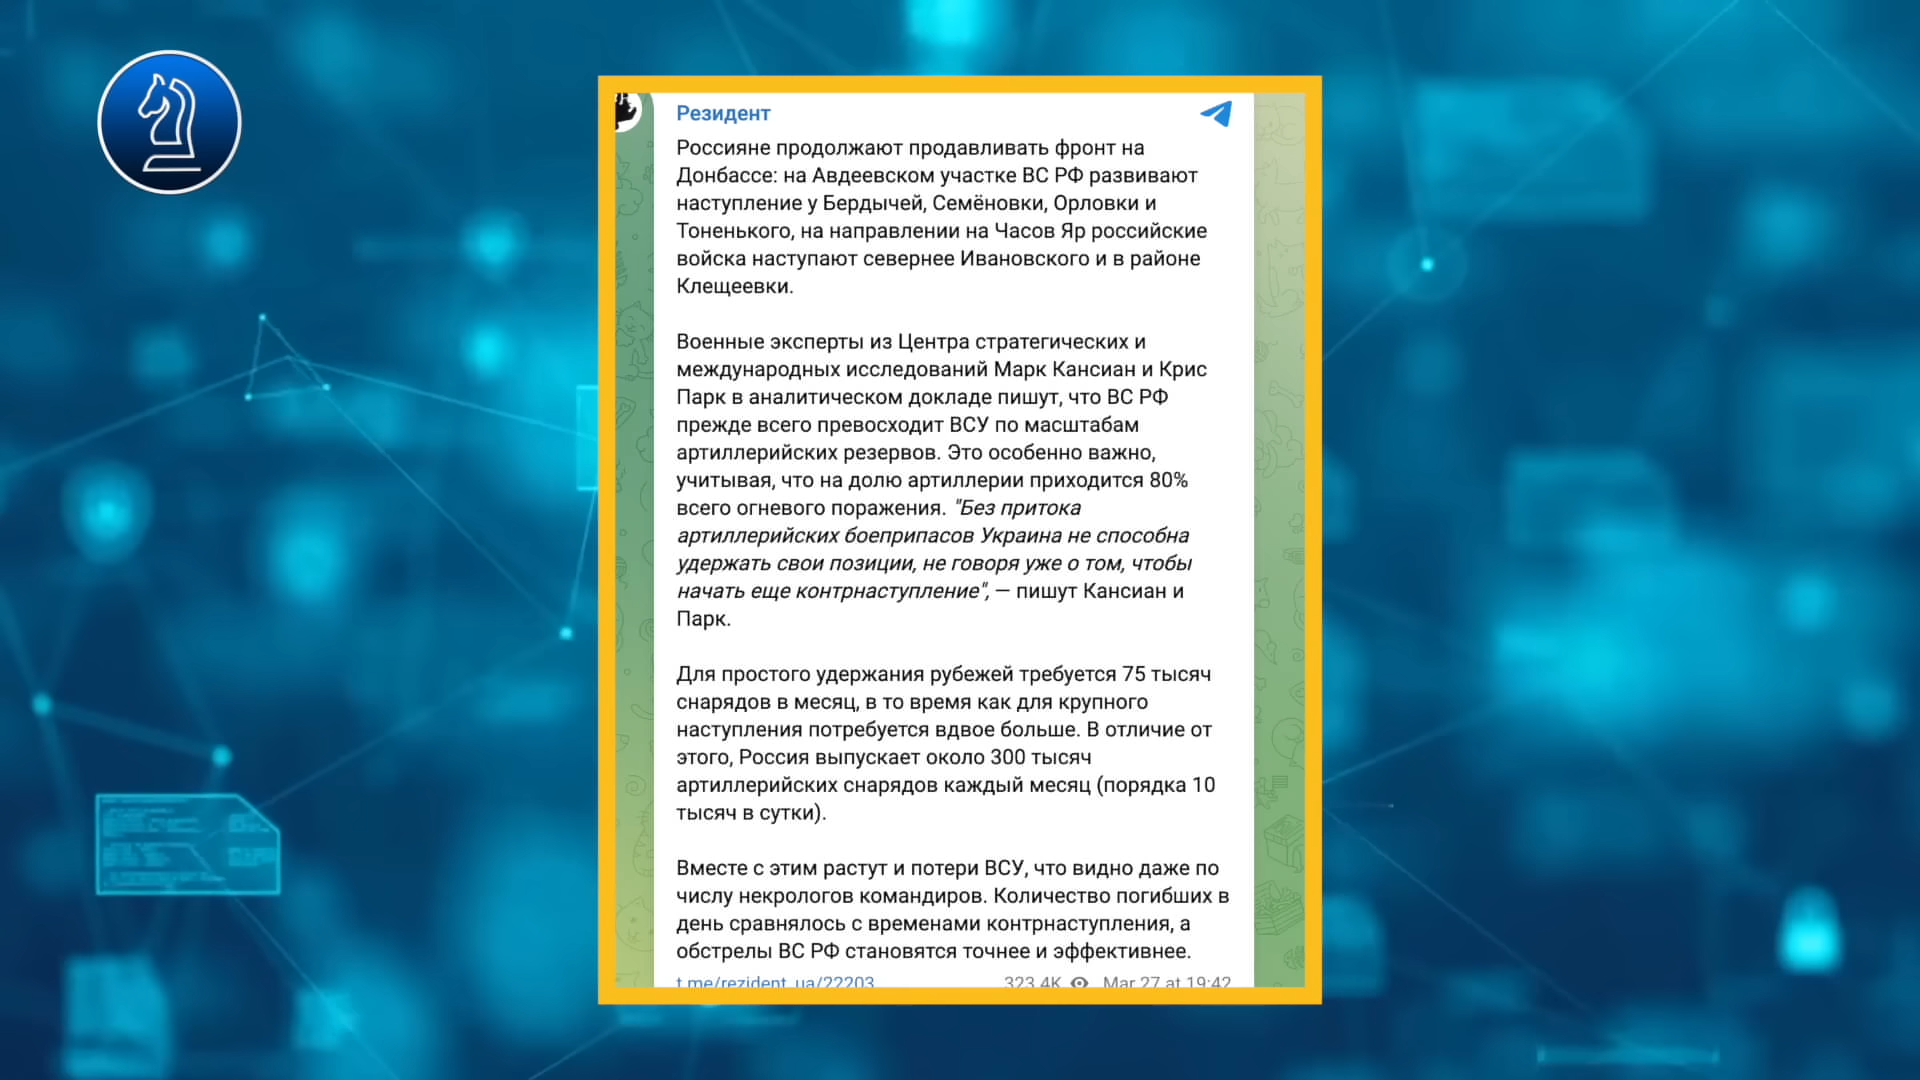 Резидент
Россияне продолжают продавливать фронт на
Донбассе: на Авдеевском участке ВС РФ развивают
наступление у Бердычей, Семёновки, Орловки и
Тоненького, на направлении на Часов Яр российские
войска наступают севернее Ивановского и в районе
Клещеевки.
Военные эксперты из Центра стратегических и
международных исследований Марк Кансиан и Крис
Парк в аналитическом докладе пишут, что ВС РФ
прежде всего превосходит ВСУ по масштабам
артиллерийских резервов. Это особенно важно,
учитывая, что на долю артиллерии приходится 80%
всего огневого поражения. "Без притока
артиллерийских боеприпасов Украина не способна
удержать свои позиции, не говоря уже о том, чтобы
начать еще контрнаступление", — пишут Кансиан и
Парк.
Для простого удержания рубежей требуется 75 тысяч
снарядов в месяц, в то время как для крупного
наступления потребуется вдвое больше. В отличие от
этого, Россия выпускает около 300 тысяч
артиллерийских снарядов каждый месяц (порядка 10
тысяч в сутки).
Вместе с этим растут и потери ВСУ, что видно даже по
числу некрологов командиров. Количество погибших в
день сравнялось с временами контрнаступления, а
обстрелы ВС РФ становятся точнее и эффективнее.
t.me/rezident_ua/22203 323.4K Mar 27 at 19:42